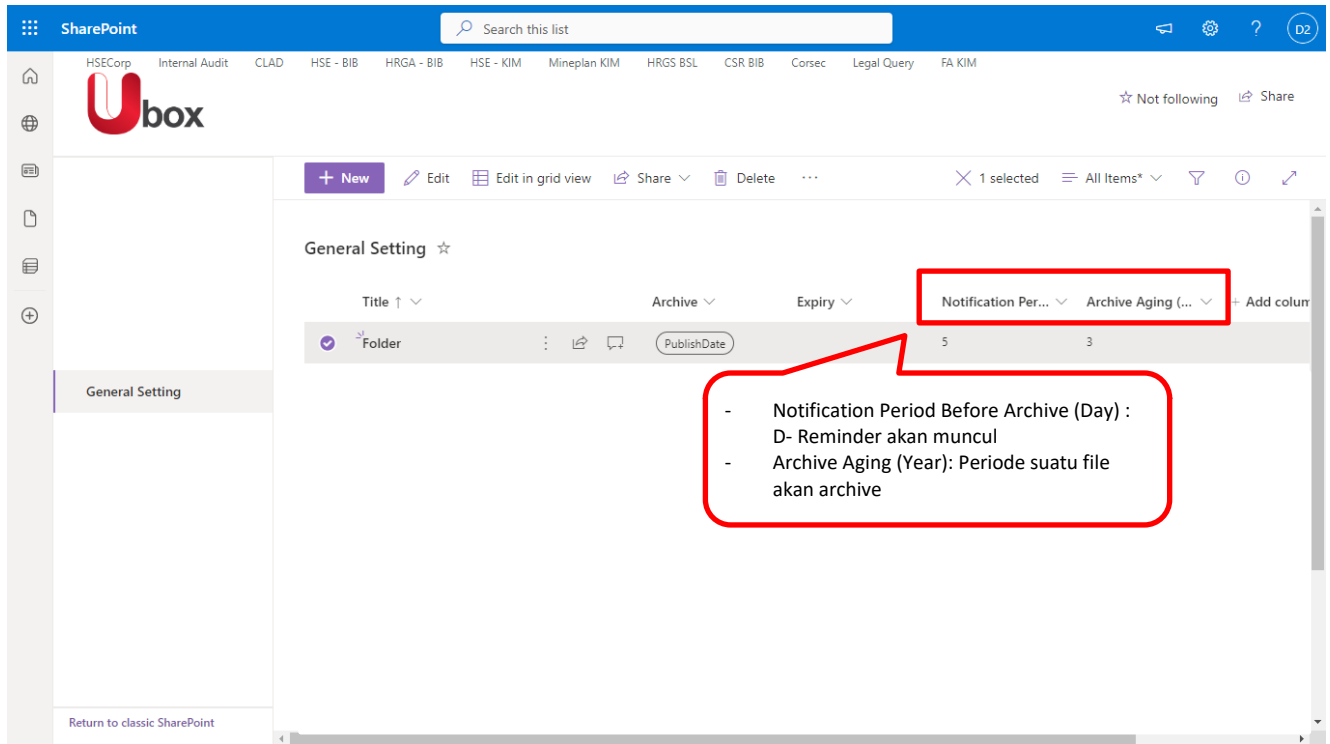 SharePoint
Search this list
?
D2
HSECorp Internal Audit CLAD HSE - BIB HRGA - BIB HSE - KIM Mineplan KIM HRGS BSL CSR BIB Corsec Legal Query FA KIM
Ubox
Not following Share
+ New Edit Edit in grid view Share Delete ... 1 selected All Items*
General Setting
Title ↑ Archive Expiry Notification Per... Archive Aging (... + Add colum
Folder PublishDate 5 3
General Setting
- Notification Period Before Archive (Day) :
D- Reminder akan muncul
- Archive Aging (Year): Periode suatu file
akan archive
Return to classic SharePoint